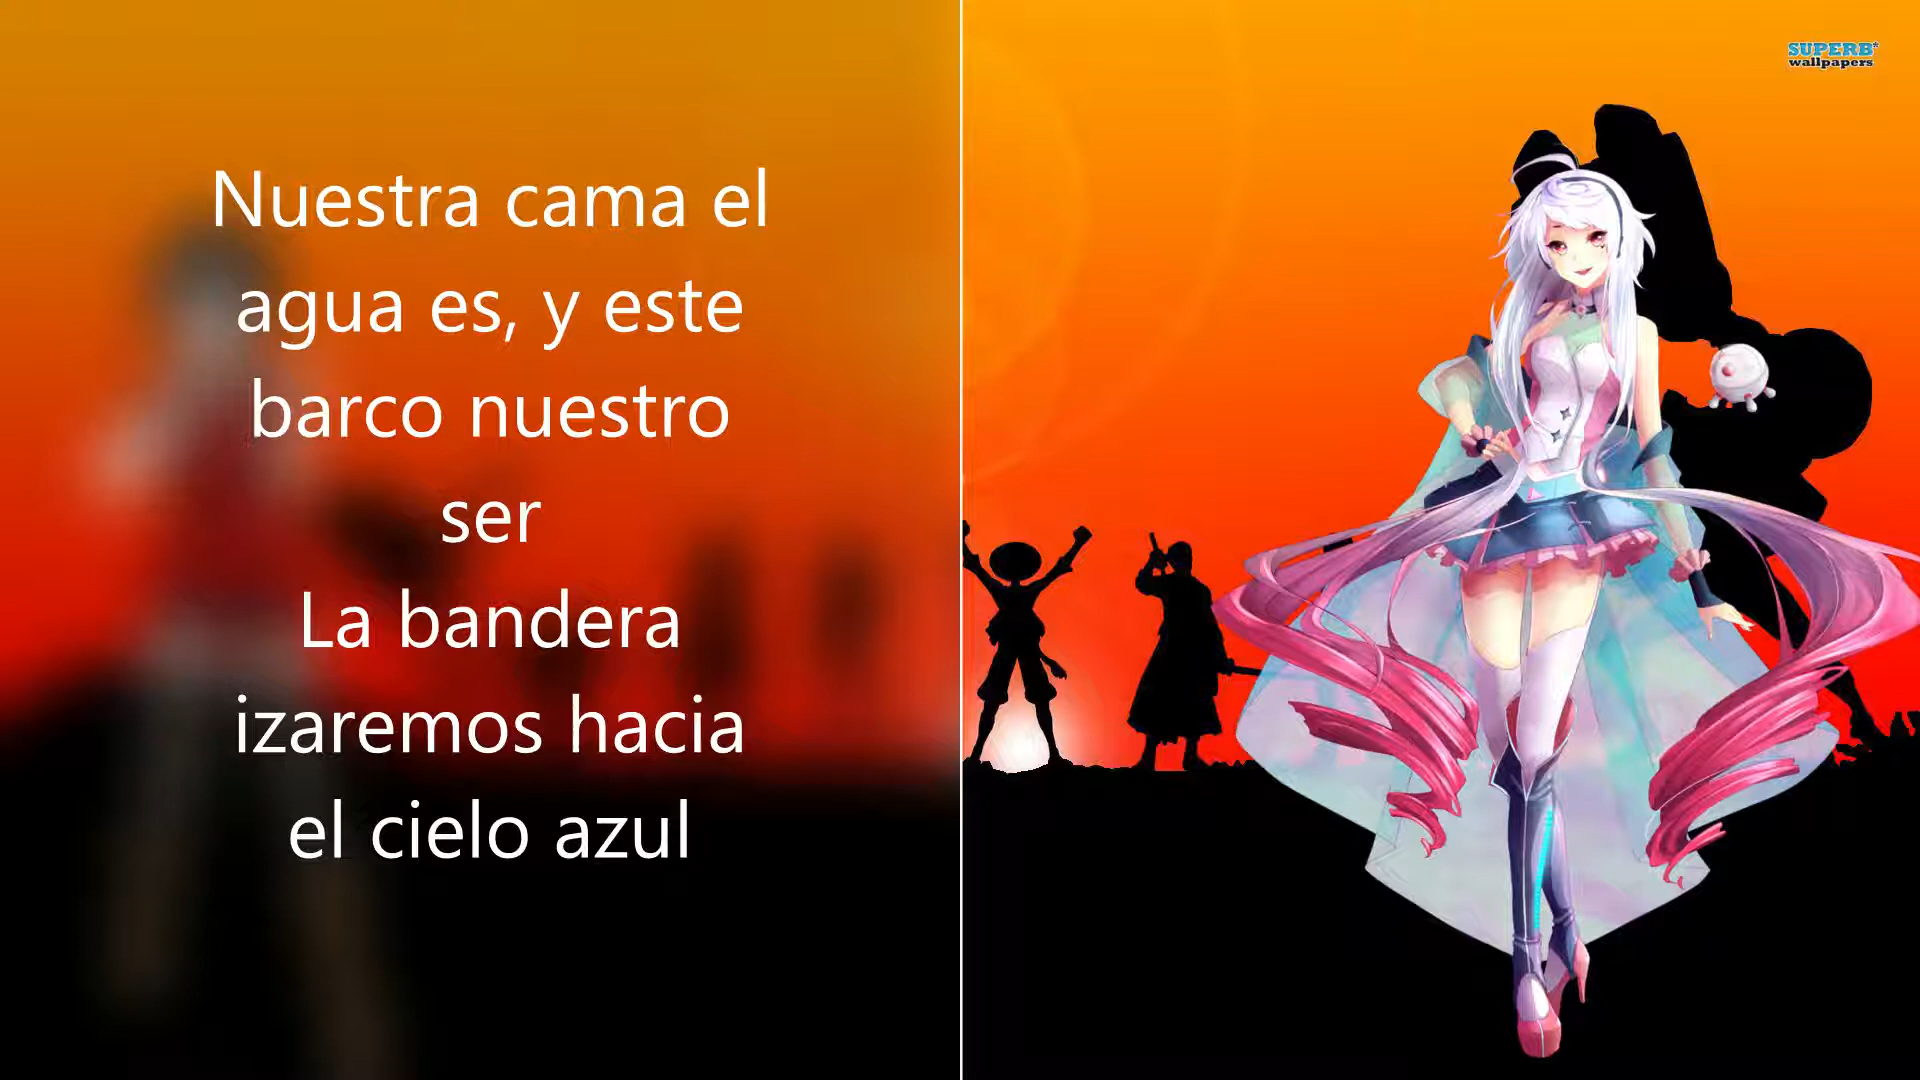 Nuestra cama el
agua es, y este
barco nuestro
ser
La bandera
izaremos hacia
el cielo azul
SUPERB*
wallpapers